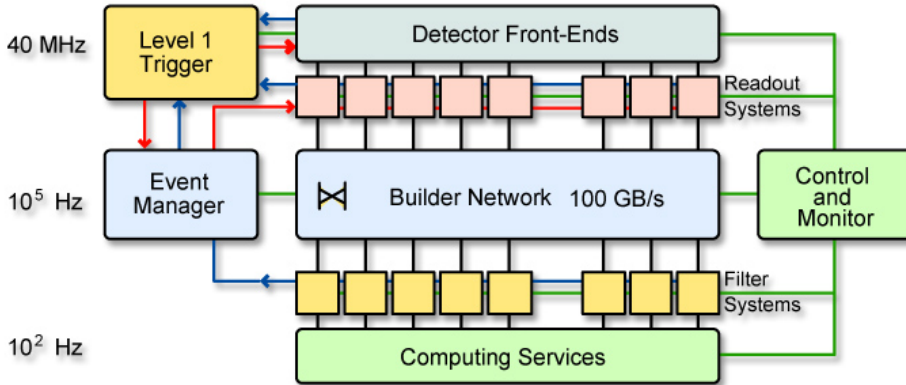 40 MHz
Level 1
Trigger
Detector Front-Ends
Readout
Systems
10⁵ Hz
Event
Manager
Builder Network 100 GB/s
Control
and
Monitor
Filter
Systems
10² Hz
Computing Services